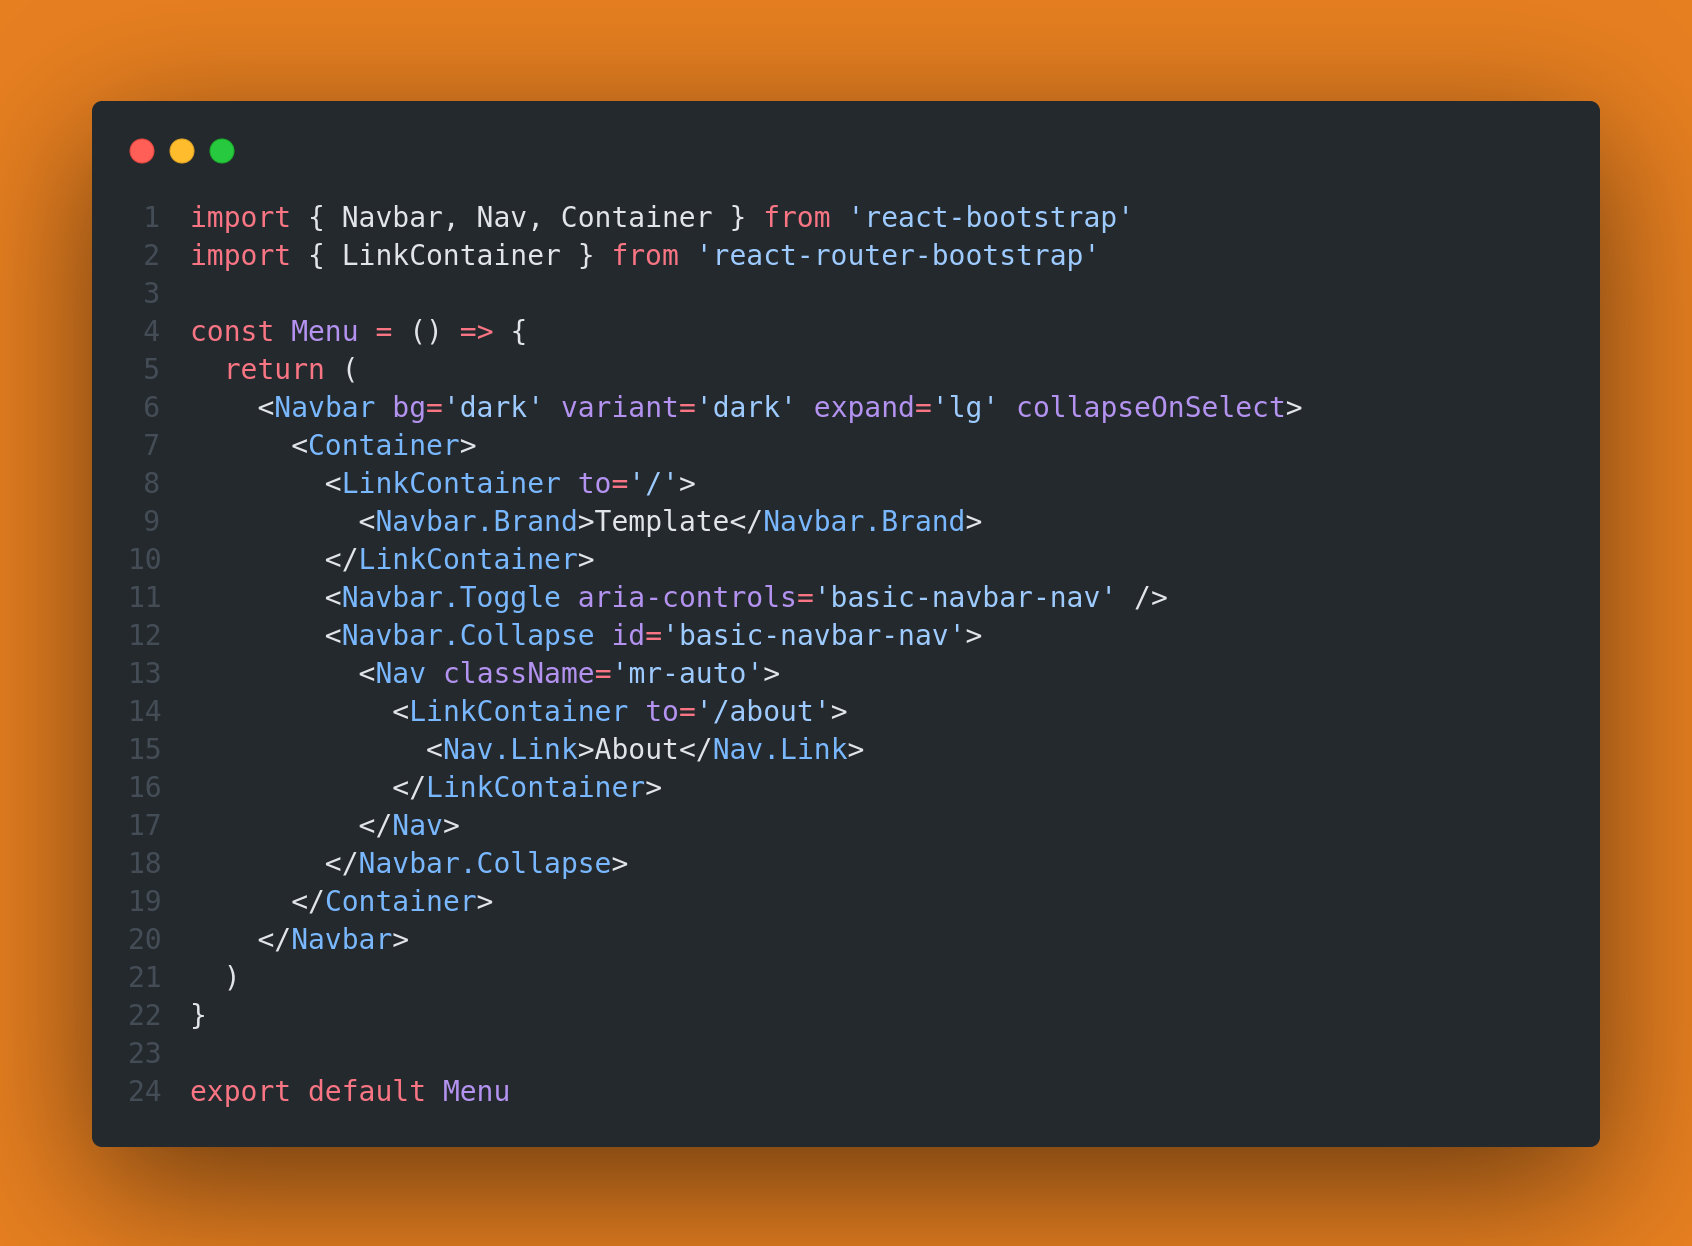 1 import { Navbar, Nav, Container } from 'react-bootstrap'
2 import { LinkContainer } from 'react-router-bootstrap'
3
4 const Menu = () => {
5   return (
6     <Navbar bg='dark' variant='dark' expand='lg' collapseOnSelect>
7       <Container>
8         <LinkContainer to='/'>
9           <Navbar.Brand>Template</Navbar.Brand>
10         </LinkContainer>
11         <Navbar.Toggle aria-controls='basic-navbar-nav' />
12         <Navbar.Collapse id='basic-navbar-nav'>
13           <Nav className='mr-auto'>
14             <LinkContainer to='/about'>
15               <Nav.Link>About</Nav.Link>
16             </LinkContainer>
17           </Nav>
18         </Navbar.Collapse>
19       </Container>
20     </Navbar>
21   )
22 }
23
24 export default Menu